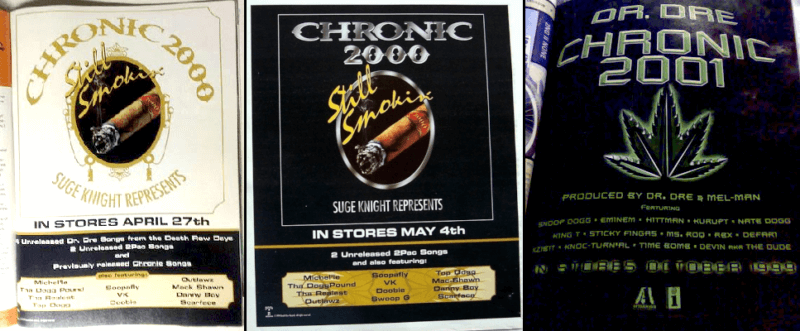 CHRONIC 2000
Still
Smokin
SUGE KNIGHT REPRESENTS
IN STORES APRIL 27th
4 Unreleased Dr. Dre Songs from the Death Row Days
2 Unreleased 2Pac Songs
and
Previously released Chronic Songs
also featuring:
Michel'le
Tha Dogg Pound
Tha Realest
Top Dogg
Soopafly
VK
Doobie
Outlawz
Mack Shawn
Danny Boy
Scarface
CHRONIC
2000
Still
Smokin
SUGE KNIGHT REPRESENTS
IN STORES MAY 4th
2 Unreleased 2Pac Songs
and also featuring:
Michel'le
Tha Dogg Pound
Tha Realest
Outlawz
Soopafly
VK
Doobie
Swoop G
Top Dogg
Mac-Shawn
Danny Boy
Scarface
DR. DRE
CHRONIC
2001
PRODUCED BY DR. DRE & MEL-MAN
FEATURING
SNOOP DOGG • EMINEM • HITTMAN • KURUPT • NATE DOGG
KING T • STICKY FINGAS • MS. ROQ • RBX • DEFARI
XZIBIT • KNOC-TURN'AL • TIME BOMB • DEVIN AKA THE DUDE
IN STORES OCTOBER 1999
AFTERMATH